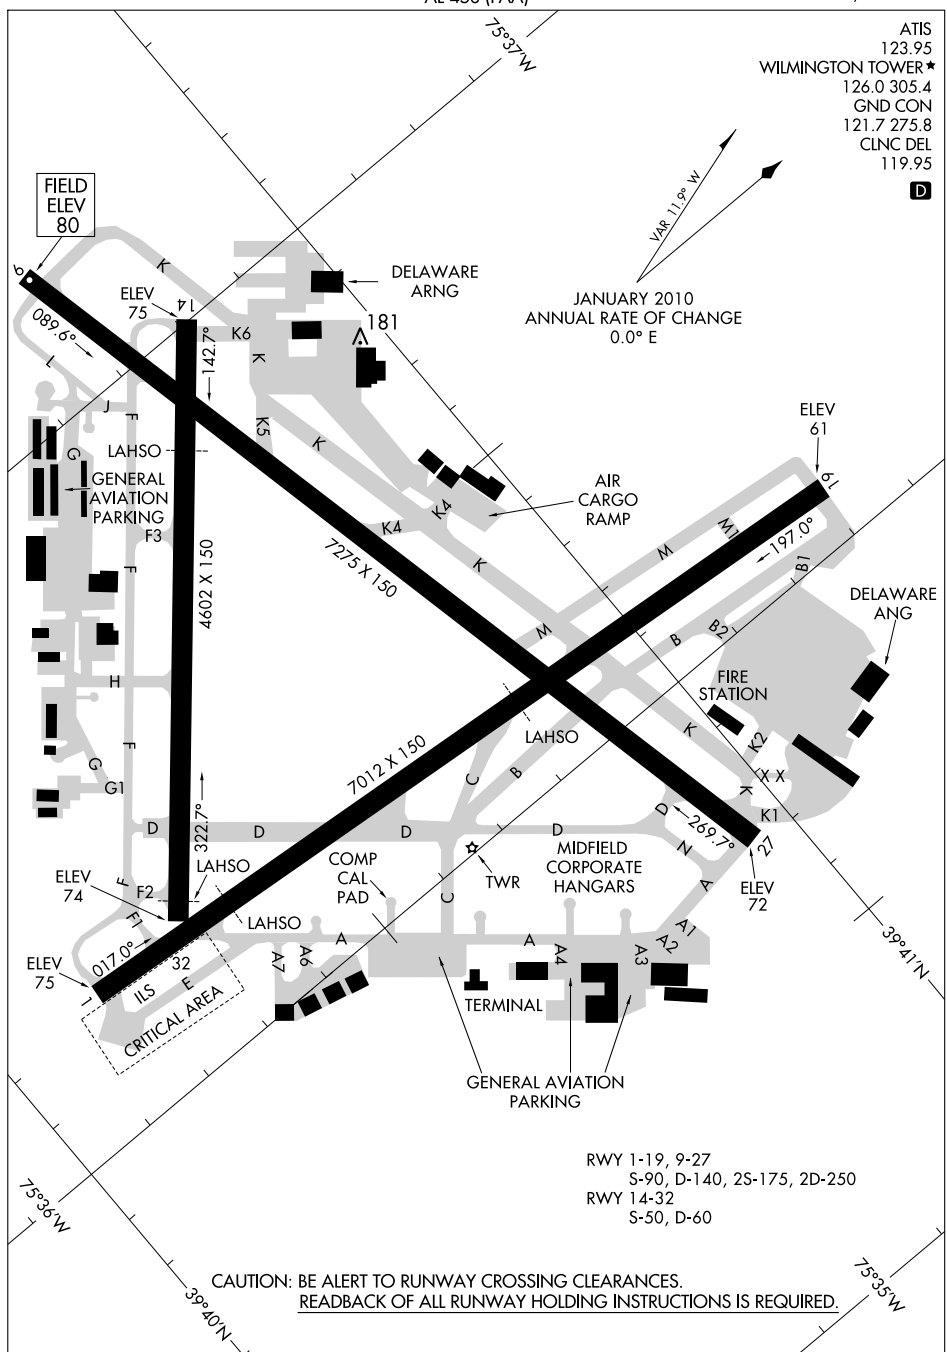 AL-450 (FAA)
ATIS
123.95
WILMINGTON TOWER★
126.0 305.4
GND CON
121.7 275.8
CLNC DEL
119.95
D
75°37'W
VAR 11.9° W
JANUARY 2010
ANNUAL RATE OF CHANGE
0.0° E
FIELD
ELEV
80
9
089.6°
K
ELEV
75
14
142.7°
K6
K
DELAWARE
ARNG
181
L
J
F
G
LAHSO
GENERAL
AVIATION
PARKING
F3
F
K5
K
K4
K4
AIR
CARGO
RAMP
ELEV
61
19
197.0°
M1
M
B1
7275 X 150
4602 X 150
K
M
B
B2
DELAWARE
ANG
FIRE
STATION
H
F
G
G1
LAHSO
7012 X 150
C
B
K
K2
X X
K
K1
D
D
322.7°
D
D
D
269.7°
27
N
A
ELEV
72
TWR
MIDFIELD
CORPORATE
HANGARS
COMP
CAL
PAD
C
LAHSO
LAHSO
ELEV
74
F
F2
F1
ELEV
75
017.0°
1
32
ILS
E
CRITICAL AREA
A7
A6
A
A
A4
A3
A2
A1
TERMINAL
GENERAL AVIATION
PARKING
39°41'N
RWY 1-19, 9-27
S-90, D-140, 2S-175, 2D-250
RWY 14-32
S-50, D-60
75°36'W
39°40'N
75°35'W
CAUTION: BE ALERT TO RUNWAY CROSSING CLEARANCES.
READBACK OF ALL RUNWAY HOLDING INSTRUCTIONS IS REQUIRED.